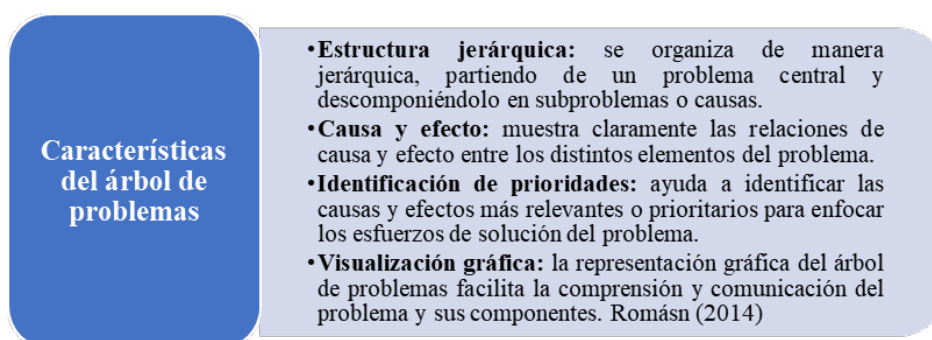 Características
del árbol de
problemas
•Estructura jerárquica: se organiza de manera
jerárquica, partiendo de un problema central y
descomponiéndolo en subproblemas o causas.
•Causa y efecto: muestra claramente las relaciones de
causa y efecto entre los distintos elementos del problema.
•Identificación de prioridades: ayuda a identificar las
causas y efectos más relevantes o prioritarios para enfocar
los esfuerzos de solución del problema.
•Visualización gráfica: la representación gráfica del árbol
de problemas facilita la comprensión y comunicación del
problema y sus componentes. Romásn (2014)